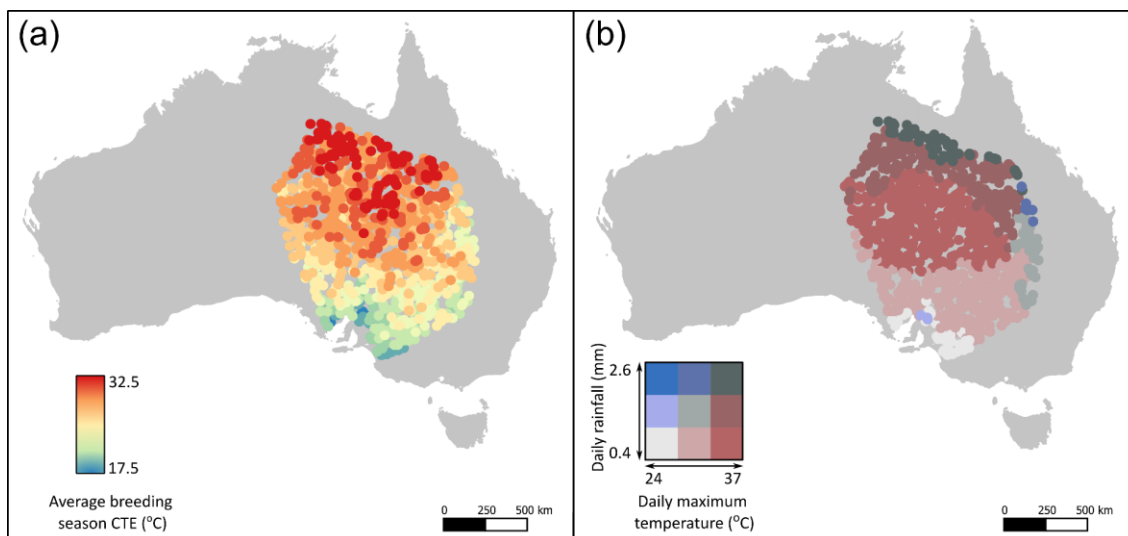 (a)
32.5
17.5
Average breeding
season CTE (°C)
0 250 500 km
(b)
Daily rainfall (mm)
2.6
0.4
24 37
Daily maximum
temperature (°C)
0 250 500 km